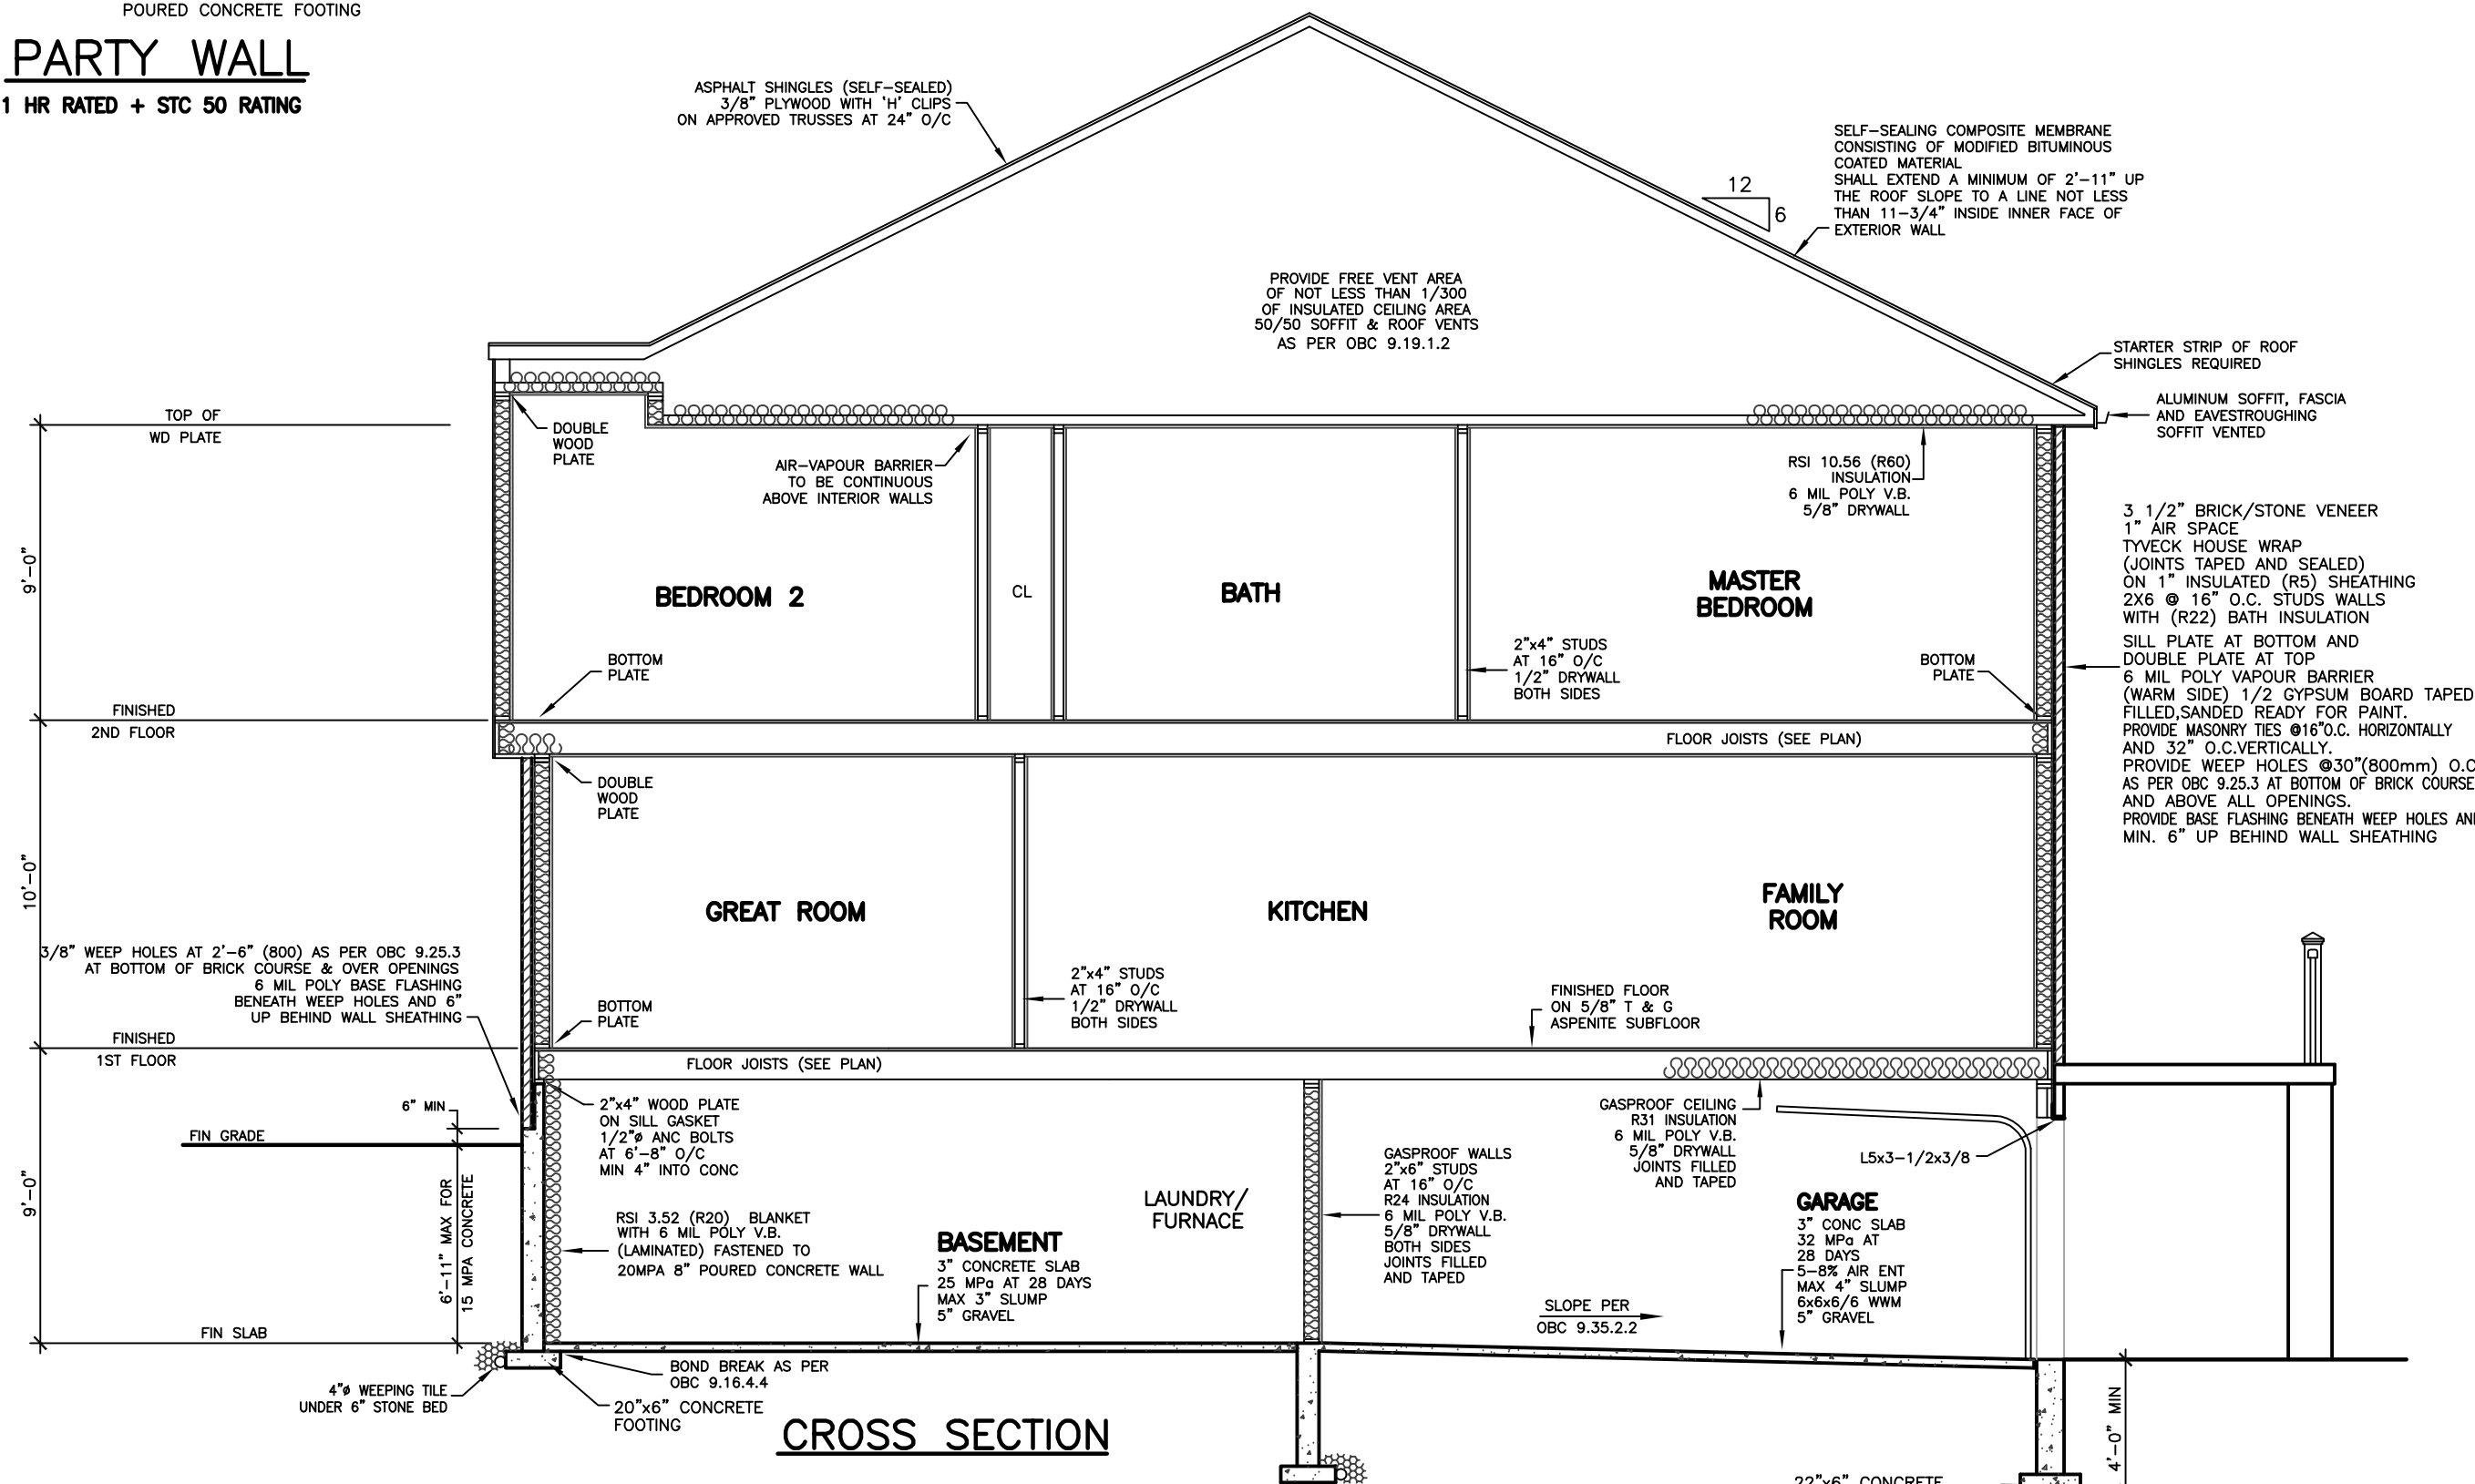 POURED CONCRETE FOOTING
PARTY WALL
1 HR RATED + STC 50 RATING
ASPHALT SHINGLES (SELF-SEALED)
3/8" PLYWOOD WITH 'H' CLIPS
ON APPROVED TRUSSES AT 24" O/C
12
6
SELF-SEALING COMPOSITE MEMBRANE
CONSISTING OF MODIFIED BITUMINOUS
COATED MATERIAL
SHALL EXTEND A MINIMUM OF 2'-11" UP
THE ROOF SLOPE TO A LINE NOT LESS
THAN 11-3/4" INSIDE INNER FACE OF
EXTERIOR WALL
PROVIDE FREE VENT AREA
OF NOT LESS THAN 1/300
OF INSULATED CEILING AREA
50/50 SOFFIT & ROOF VENTS
AS PER OBC 9.19.1.2
STARTER STRIP OF ROOF
SHINGLES REQUIRED
ALUMINUM SOFFIT, FASCIA
AND EAVESTROUGHING
SOFFIT VENTED
TOP OF
WD PLATE
DOUBLE
WOOD
PLATE
AIR-VAPOUR BARRIER
TO BE CONTINUOUS
ABOVE INTERIOR WALLS
RSI 10.56 (R60)
INSULATION
6 MIL POLY V.B.
5/8" DRYWALL
9'-0"
BEDROOM 2
CL
BATH
MASTER
BEDROOM
3 1/2" BRICK/STONE VENEER
1" AIR SPACE
TYVECK HOUSE WRAP
(JOINTS TAPED AND SEALED)
ON 1" INSULATED (R5) SHEATHING
2X6 @ 16" O.C. STUDS WALLS
WITH (R22) BATH INSULATION
SILL PLATE AT BOTTOM AND
DOUBLE PLATE AT TOP
6 MIL POLY VAPOUR BARRIER
(WARM SIDE) 1/2 GYPSUM BOARD TAPED
FILLED,SANDED READY FOR PAINT.
PROVIDE MASONRY TIES @16"O.C. HORIZONTALLY
AND 32" O.C.VERTICALLY.
PROVIDE WEEP HOLES @30"(800mm) O.C
AS PER OBC 9.25.3 AT BOTTOM OF BRICK COURSE
AND ABOVE ALL OPENINGS.
PROVIDE BASE FLASHING BENEATH WEEP HOLES AND
MIN. 6" UP BEHIND WALL SHEATHING
BOTTOM
PLATE
2"x4" STUDS
AT 16" O/C
1/2" DRYWALL
BOTH SIDES
BOTTOM
PLATE
FINISHED
2ND FLOOR
FLOOR JOISTS (SEE PLAN)
DOUBLE
WOOD
PLATE
10'-0"
GREAT ROOM
KITCHEN
FAMILY
ROOM
3/8" WEEP HOLES AT 2'-6" (800) AS PER OBC 9.25.3
AT BOTTOM OF BRICK COURSE & OVER OPENINGS
6 MIL POLY BASE FLASHING
BENEATH WEEP HOLES AND 6"
UP BEHIND WALL SHEATHING
BOTTOM
PLATE
2"x4" STUDS
AT 16" O/C
1/2" DRYWALL
BOTH SIDES
FINISHED FLOOR
ON 5/8" T & G
ASPENITE SUBFLOOR
FINISHED
1ST FLOOR
FLOOR JOISTS (SEE PLAN)
6" MIN
FIN GRADE
2"x4" WOOD PLATE
ON SILL GASKET
1/2"ø ANC BOLTS
AT 6'-8" O/C
MIN 4" INTO CONC
GASPROOF CEILING
R31 INSULATION
6 MIL POLY V.B.
5/8" DRYWALL
JOINTS FILLED
AND TAPED
L5x3-1/2x3/8
GASPROOF WALLS
2"x6" STUDS
AT 16" O/C
R24 INSULATION
6 MIL POLY V.B.
5/8" DRYWALL
BOTH SIDES
JOINTS FILLED
AND TAPED
9'-0"
6'-11" MAX FOR
15 MPA CONCRETE
RSI 3.52 (R20) BLANKET
WITH 6 MIL POLY V.B.
(LAMINATED) FASTENED TO
20MPA 8" POURED CONCRETE WALL
LAUNDRY/
FURNACE
BASEMENT
3" CONCRETE SLAB
25 MPa AT 28 DAYS
MAX 3" SLUMP
5" GRAVEL
GARAGE
3" CONC SLAB
32 MPa AT
28 DAYS
5-8% AIR ENT
MAX 4" SLUMP
6x6x6/6 WWM
5" GRAVEL
SLOPE PER
OBC 9.35.2.2
FIN SLAB
BOND BREAK AS PER
OBC 9.16.4.4
4"ø WEEPING TILE
UNDER 6" STONE BED
20"x6" CONCRETE
FOOTING
CROSS SECTION
4'-0" MIN
22"x6" CONCRETE